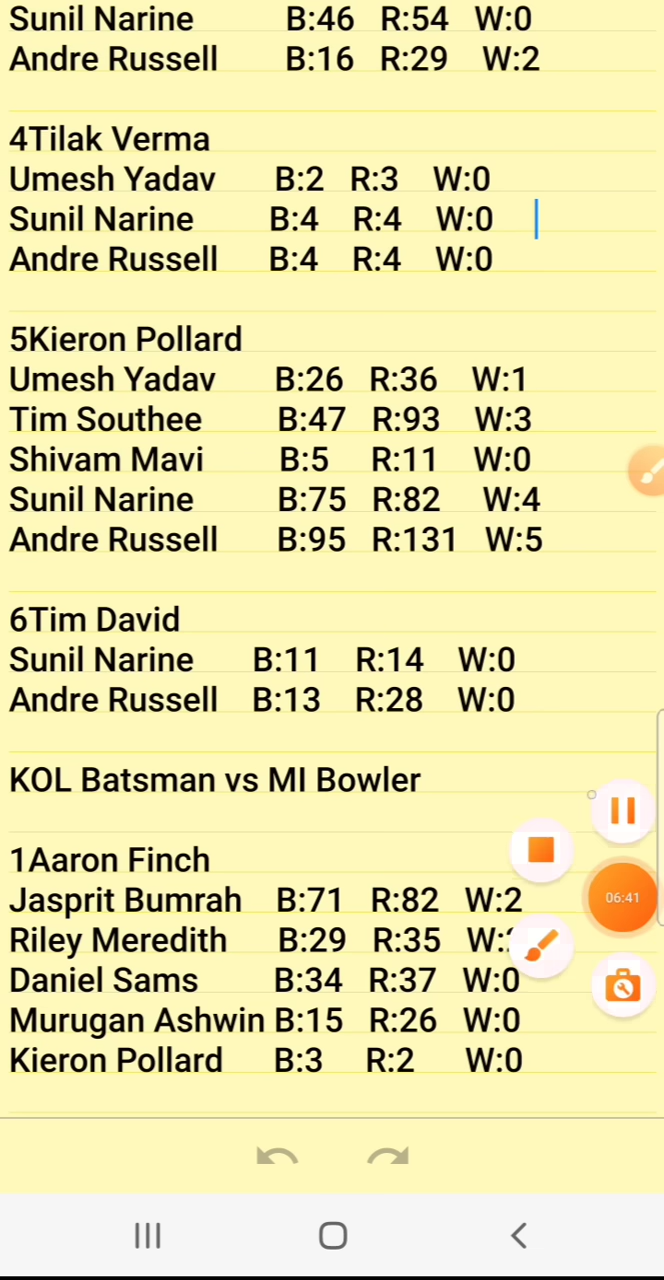 Sunil Narine B:46 R:54 W:0
Andre Russell B:16 R:29 W:2
4Tilak Verma
Umesh Yadav B:2 R:3 W:0
Sunil Narine B:4 R:4 W:0
Andre Russell B:4 R:4 W:0
5Kieron Pollard
Umesh Yadav B:26 R:36 W:1
Tim Southee B:47 R:93 W:3
Shivam Mavi B:5 R:11 W:0
Sunil Narine B:75 R:82 W:4
Andre Russell B:95 R:131 W:5
6Tim David
Sunil Narine B:11 R:14 W:0
Andre Russell B:13 R:28 W:0
KOL Batsman vs MI Bowler
1Aaron Finch
Jasprit Bumrah B:71 R:82 W:2
Riley Meredith B:29 R:35
Daniel Sams B:34 R:37 W:0
06:41
Murugan Ashwin B:15 R:26 W:0
Kieron Pollard B:3 R:2 W:0